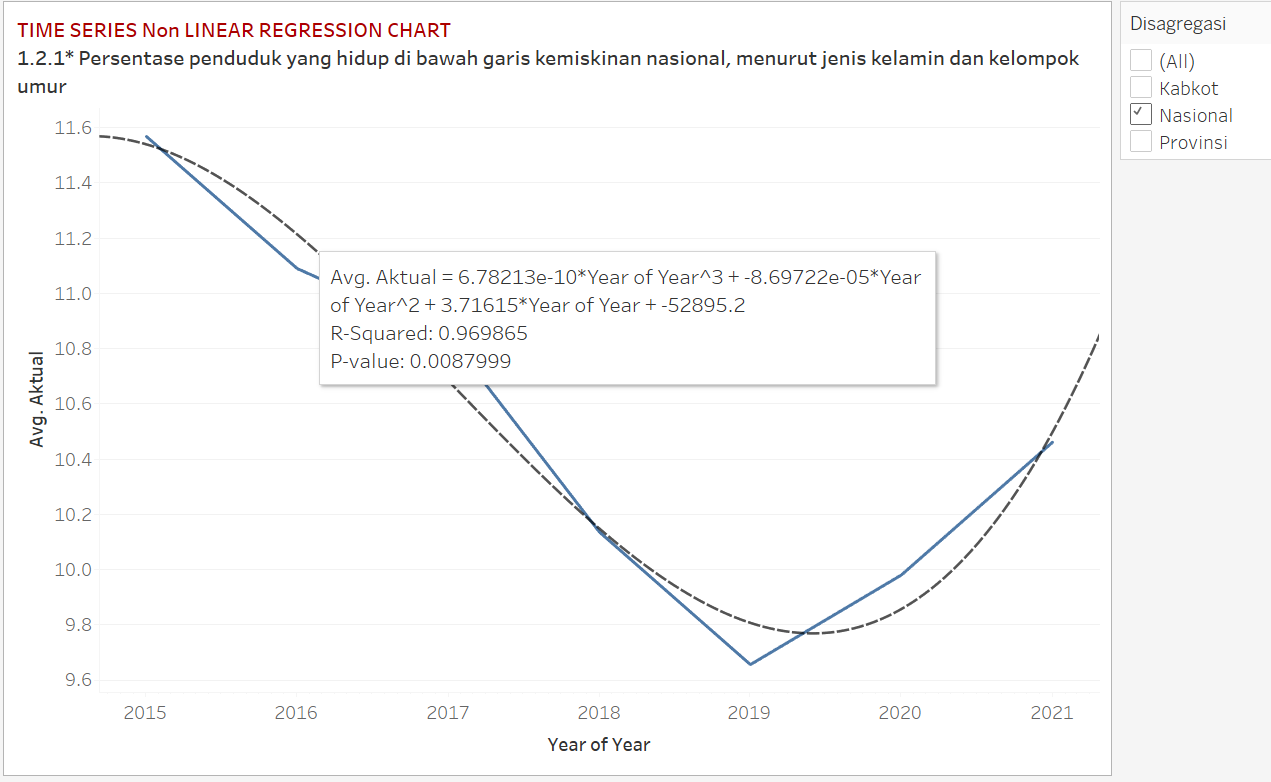 TIME SERIES Non LINEAR REGRESSION CHART
1.2.1* Persentase penduduk yang hidup di bawah garis kemiskinan nasional, menurut jenis kelamin dan kelompok
umur
Disagregasi
(All)
Kabkot
Nasional
Provinsi
11.6
11.4
11.2
11.0
10.8
10.6
10.4
10.2
10.0
9.8
9.6
Avg. Aktual
Avg. Aktual = 6.78213e-10*Year of Year^3 + -8.69722e-05*Year
of Year^2 + 3.71615*Year of Year + -52895.2
R-Squared: 0.969865
P-value: 0.0087999
2015 2016 2017 2018 2019 2020 2021
Year of Year